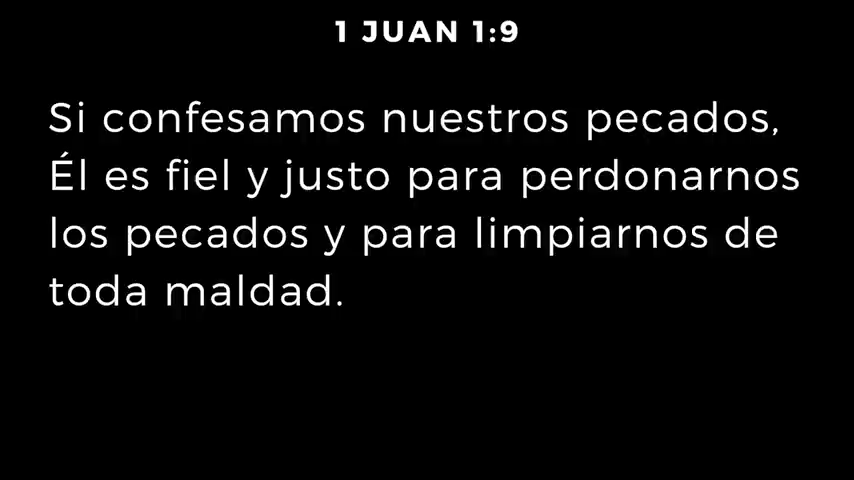 1 JUAN 1:9
Si confesamos nuestros pecados,
Él es fiel y justo para perdonarnos
los pecados y para limpiarnos de
toda maldad.